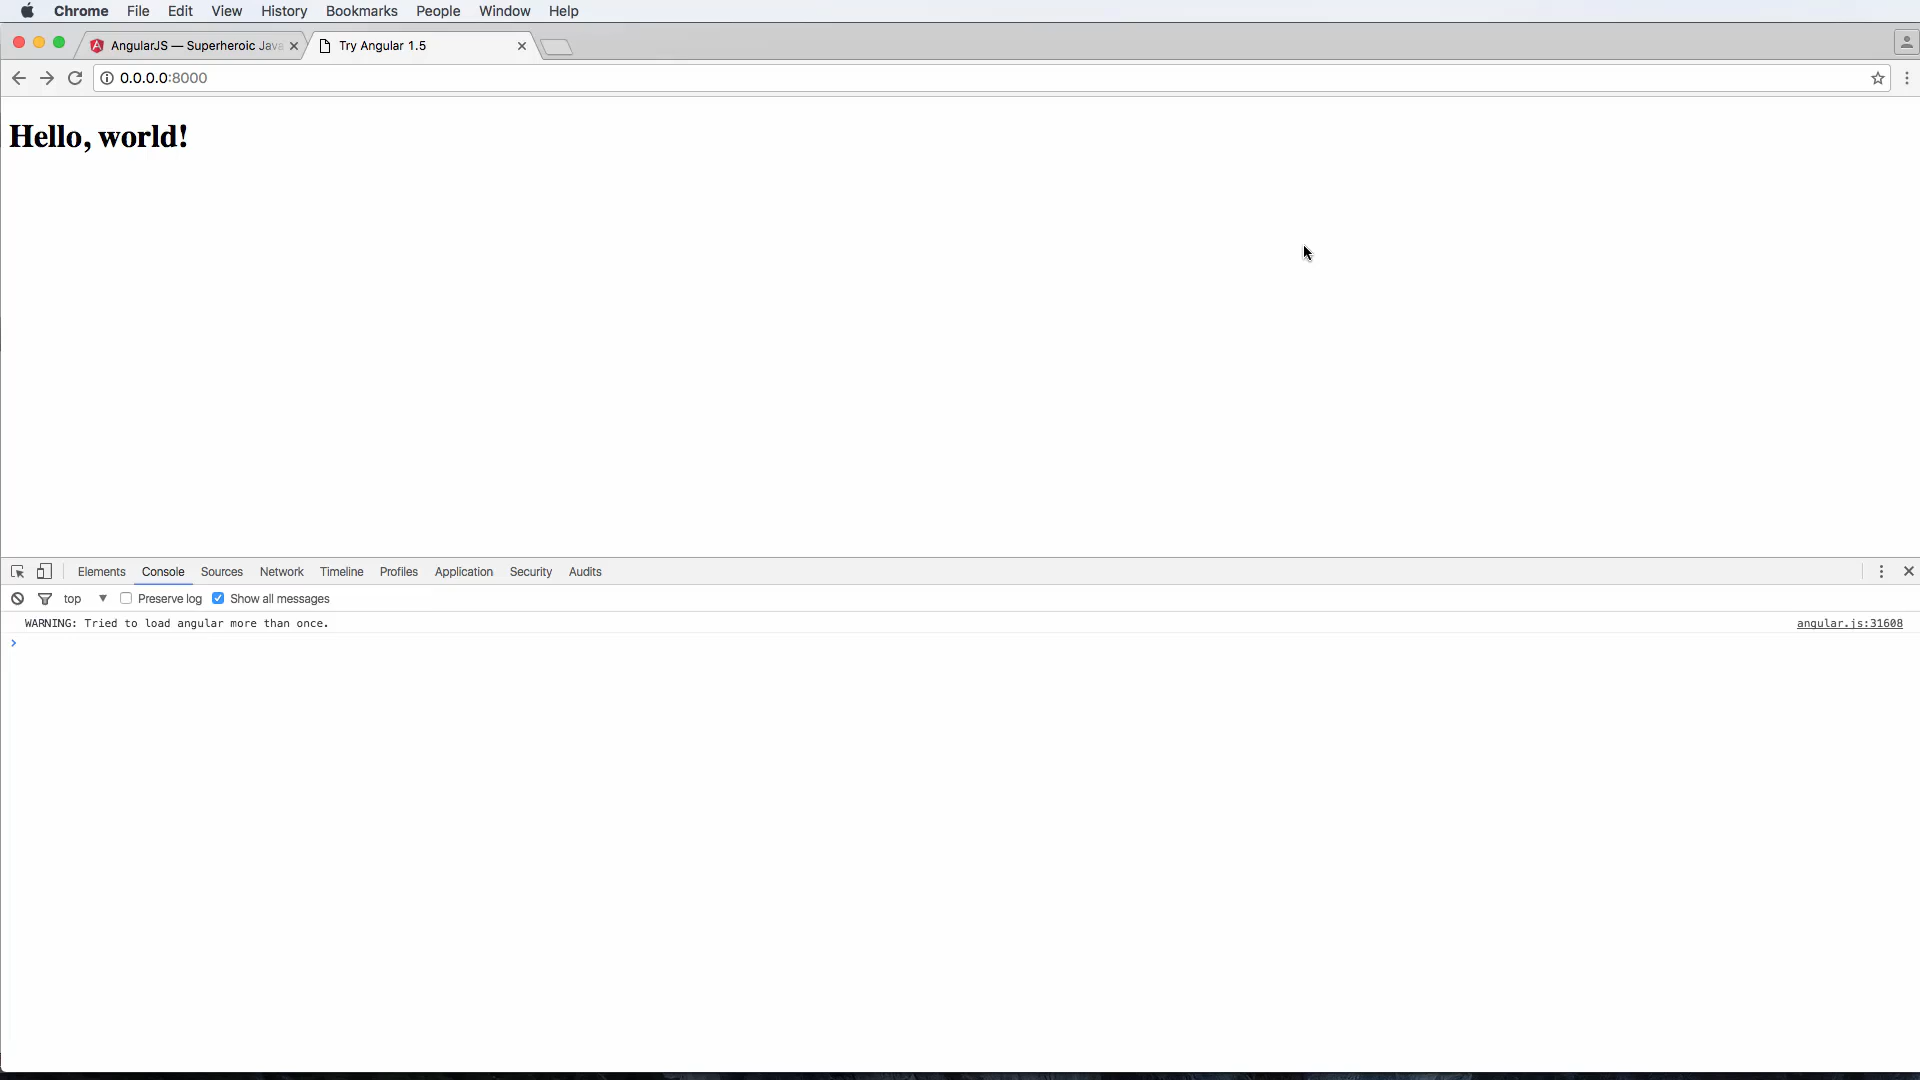 Chrome File Edit View History Bookmarks People Window Help
AngularJS — Superheroic Java
Try Angular 1.5
0.0.0.0:8000
Hello, world!
Elements Console Sources Network Timeline Profiles Application Security Audits
top Preserve log Show all messages
WARNING: Tried to load angular more than once. angular.js:31608